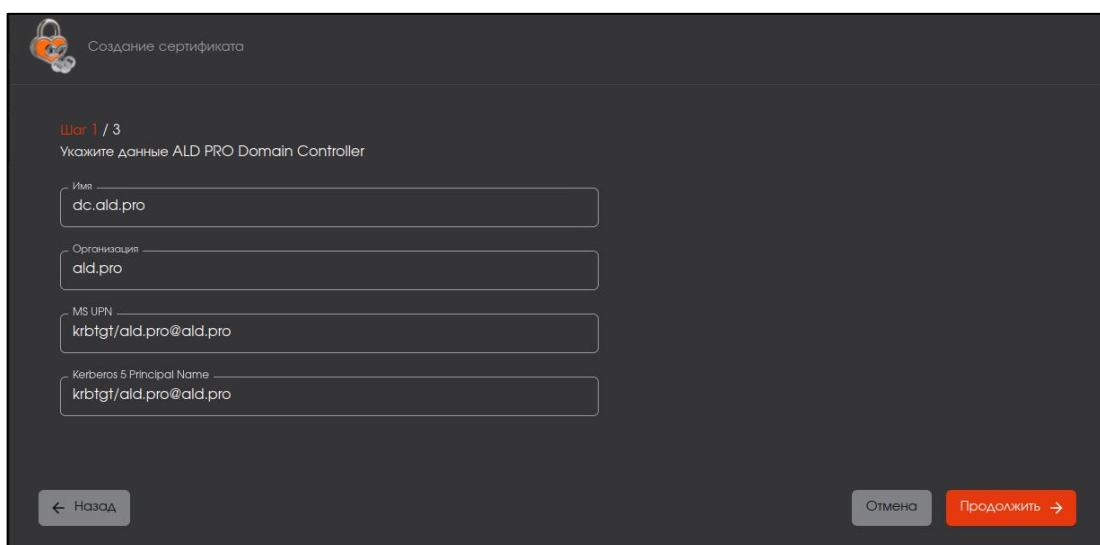 Создание сертификата
Шаг 1 / 3
Укажите данные ALD PRO Domain Controller
Имя
dc.ald.pro
Организация
ald.pro
MS UPN
krbtgt/ald.pro@ald.pro
Kerberos 5 Principal Name
krbtgt/ald.pro@ald.pro
← Назад
Отмена
Продолжить →